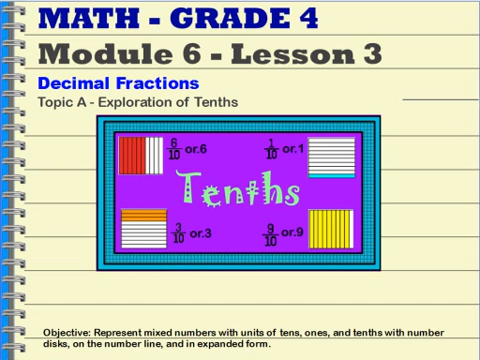 MATH - GRADE 4
Module 6 - Lesson 3
Decimal Fractions
Topic A - Exploration of Tenths
6/10 or .6
1/10 or .1
Tenths
3/10 or .3
9/10 or .9
Objective: Represent mixed numbers with units of tens, ones, and tenths with number
disks, on the number line, and in expanded form.